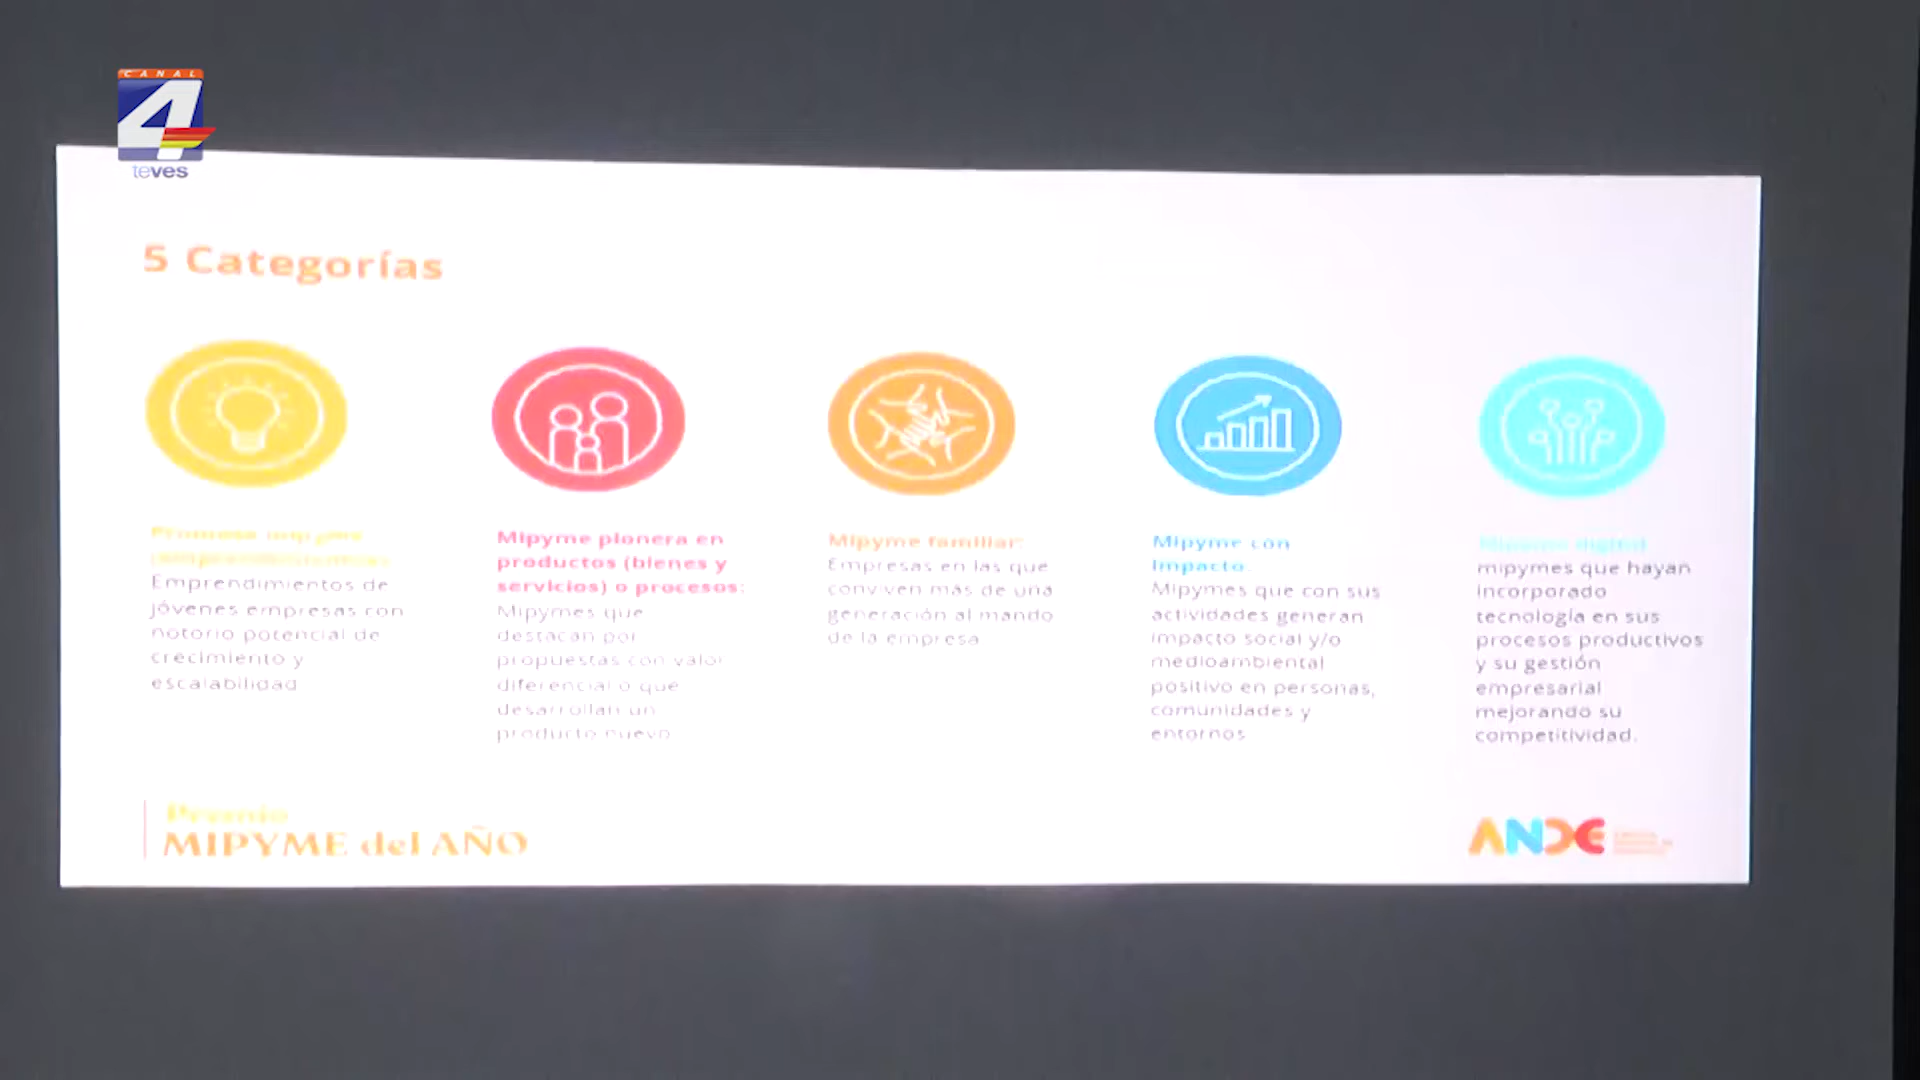 CANAL
4
teves
5 Categorías
Promesa mipyme
Emprendimientos de
jóvenes empresas con
notorio potencial de
crecimiento y
escalabilidad
Mipyme pionera en
productos (bienes y
servicios) o procesos:
Mipymes que
destacan por
propuestas con valor
diferencial o que
desarrollan un
producto nuevo
Mipyme familiar:
Empresas en las que
conviven más de una
generación al mando
de la empresa
Mipyme con
impacto:
Mipymes que con sus
actividades generan
impacto social y/o
medioambiental
positivo en personas,
comunidades y
entornos
Mipyme digital
mipymes que hayan
incorporado
tecnología en sus
procesos productivos
y su gestión
empresarial
mejorando su
competitividad.
Premio
MIPYME del AÑO
ANDE